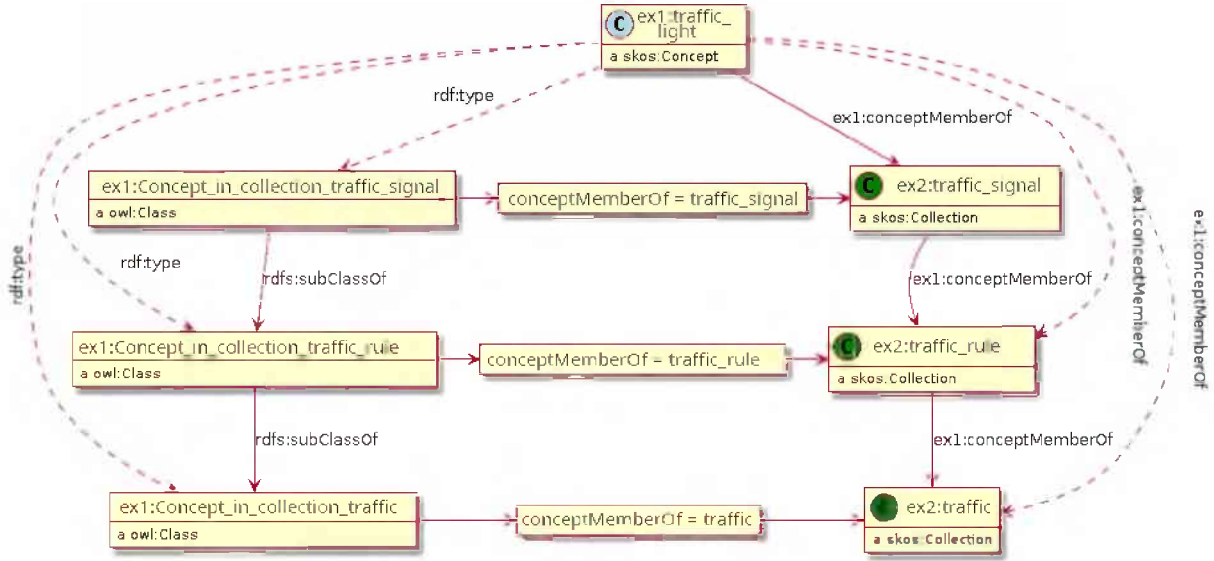 C ex1:traffic_
light
a skos:Concept
rdf:type
ex1:conceptMemberOf
ex1:Concept_in_collection_traffic_signal
a owl:Class
conceptMemberOf = traffic_signal
C ex2:traffic_signal
a skos:Collection
rdf:type
rdf:type
rdfs:subClassOf
ex1:conceptMemberOf
ex1:conceptMemberOf
ex1:conceptMemberOf
ex1:Concept_in_collection_traffic_rule
a owl:Class
conceptMemberOf = traffic_rule
C ex2:traffic_rule
a skos:Collection
rdfs:subClassOf
ex1:conceptMemberOf
ex1:Concept_in_collection_traffic
a owl:Class
conceptMemberOf = traffic
ex2:traffic
a skos:Collection